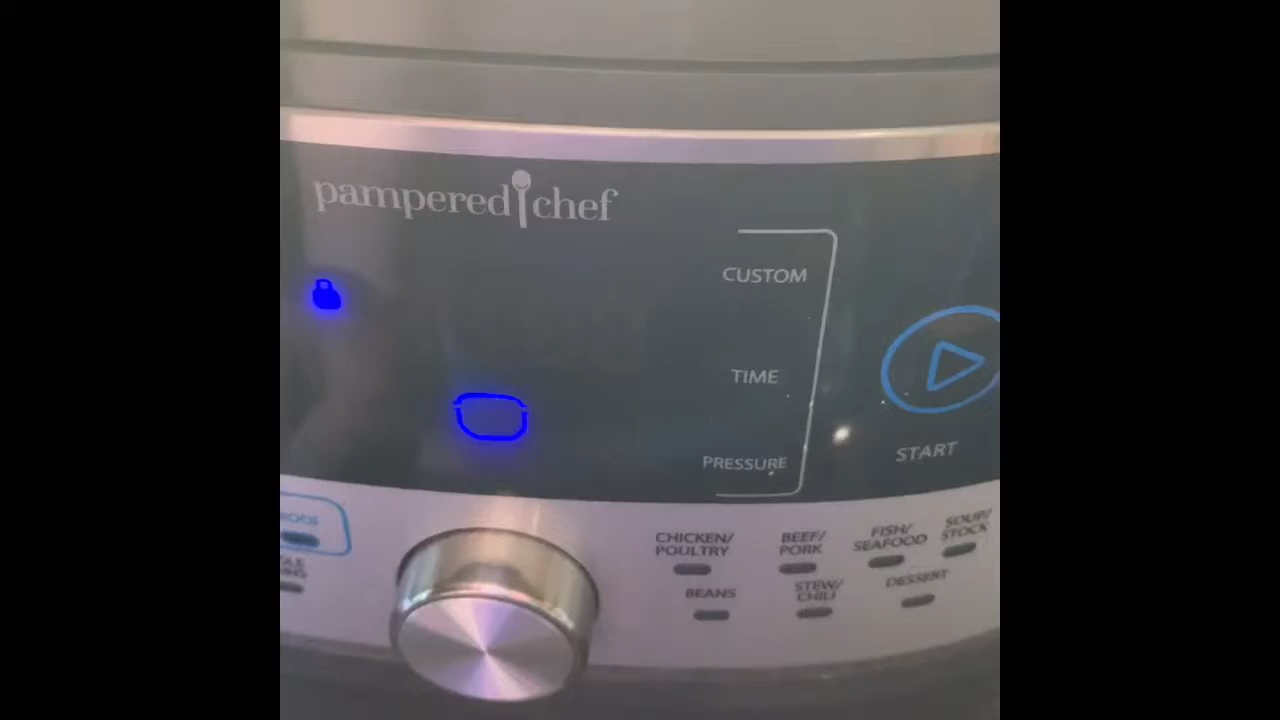 pampered chef
CUSTOM
TIME
PRESSURE
START
CHICKEN/
POULTRY
BEEF/
PORK
FISH/
SEAFOOD
SOUP/
STOCK
BEANS
STEW/
CHILI
DESSERT